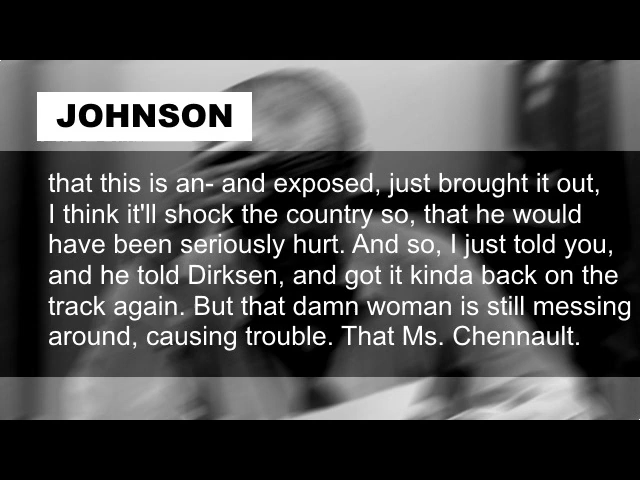 JOHNSON
that this is an- and exposed, just brought it out,
I think it'll shock the country so, that he would
have been seriously hurt. And so, I just told you,
and he told Dirksen, and got it kinda back on the
track again. But that damn woman is still messing
around, causing trouble. That Ms. Chennault.